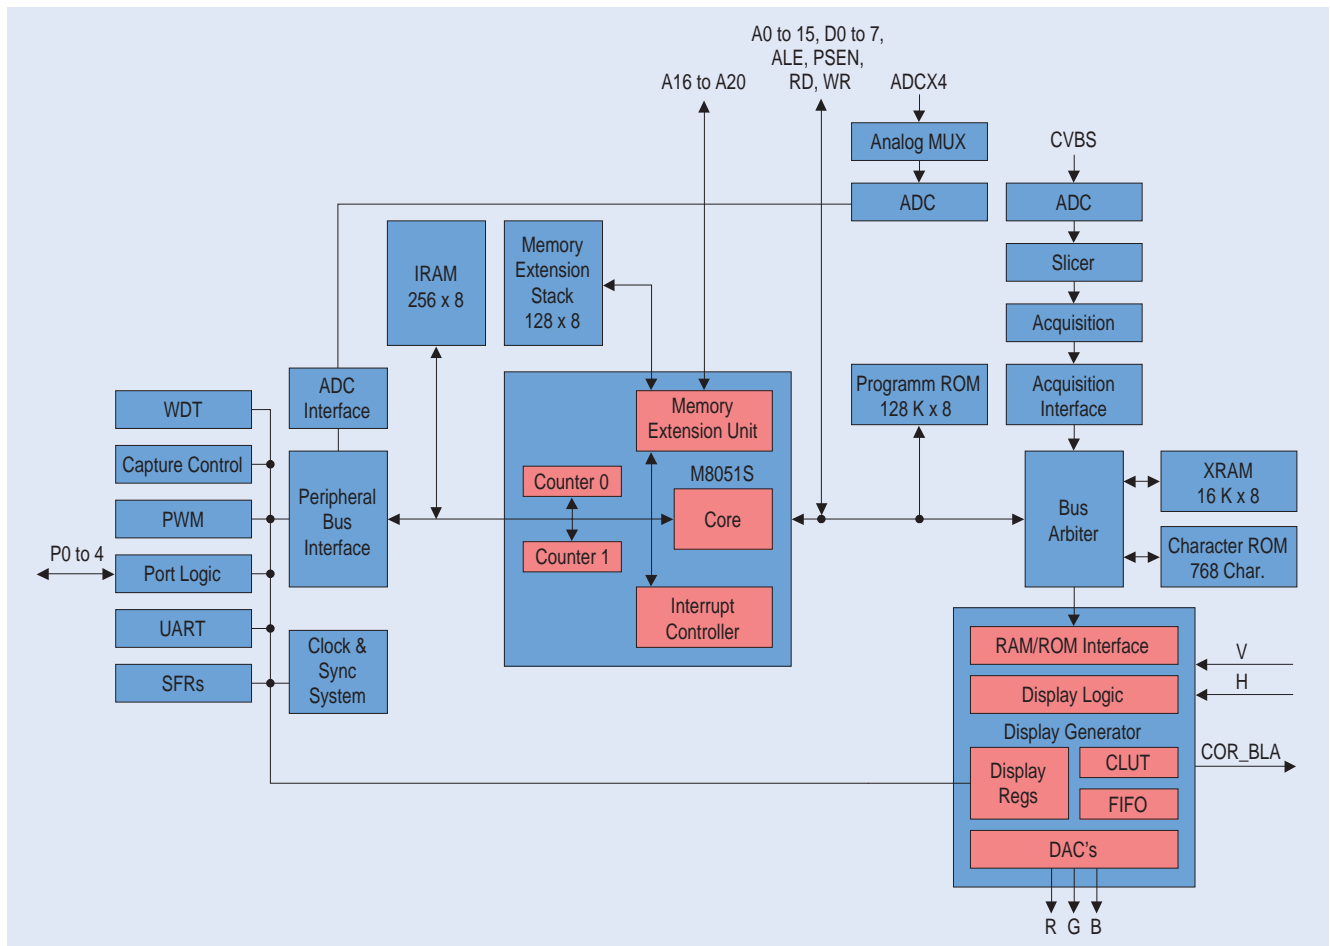 A0 to 15, D0 to 7,
ALE, PSEN,
RD, WR
A16 to A20
ADCX4
Analog MUX
CVBS
ADC
ADC
IRAM
256 x 8
Memory
Extension
Stack
128 x 8
Slicer
Acquisition
ADC
Interface
Programm ROM
128 K x 8
Acquisition
Interface
WDT
Capture Control
PWM
P0 to 4
Port Logic
UART
SFRs
Peripheral
Bus
Interface
Clock &
Sync
System
Memory
Extension Unit
M8051S
Counter 0
Core
Counter 1
Interrupt
Controller
Bus
Arbiter
XRAM
16 K x 8
Character ROM
768 Char.
RAM/ROM Interface
V
H
Display Logic
Display Generator
COR_BLA
Display
Regs
CLUT
FIFO
DAC's
R G B